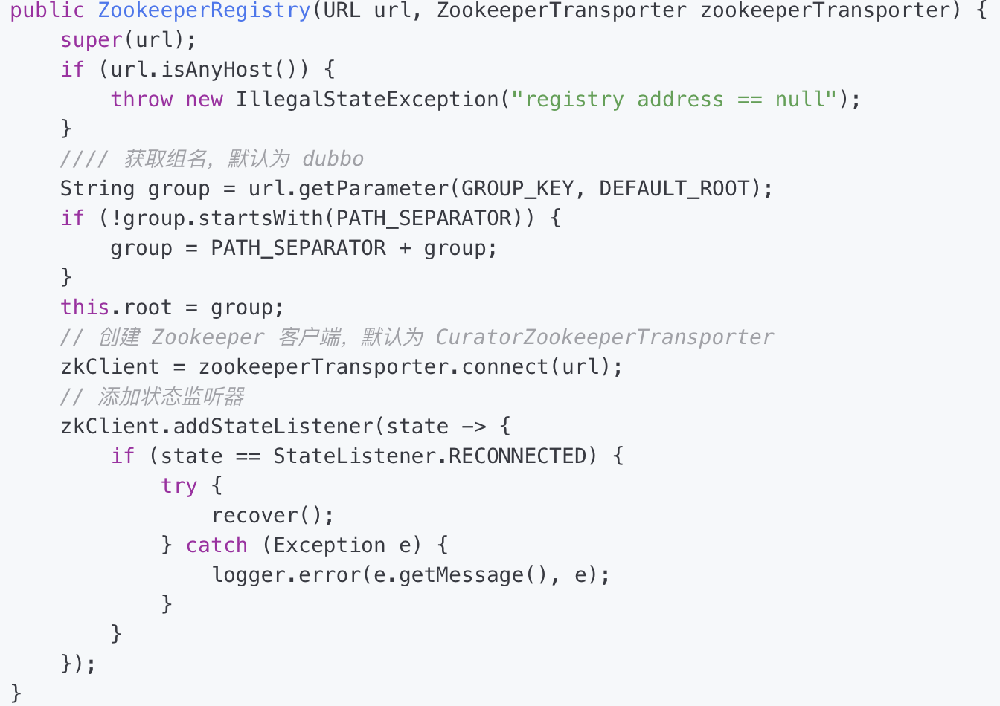 public ZookeeperRegistry(URL url, ZookeeperTransporter zookeeperTransporter) {
    super(url);
    if (url.isAnyHost()) {
        throw new IllegalStateException("registry address == null");
    }
    //// 获取组名，默认为 dubbo
    String group = url.getParameter(GROUP_KEY, DEFAULT_ROOT);
    if (!group.startsWith(PATH_SEPARATOR)) {
        group = PATH_SEPARATOR + group;
    }
    this.root = group;
    // 创建 Zookeeper 客户端，默认为 CuratorZookeeperTransporter
    zkClient = zookeeperTransporter.connect(url);
    // 添加状态监听器
    zkClient.addStateListener(state -> {
        if (state == StateListener.RECONNECTED) {
            try {
                recover();
            } catch (Exception e) {
                logger.error(e.getMessage(), e);
            }
        }
    });
}